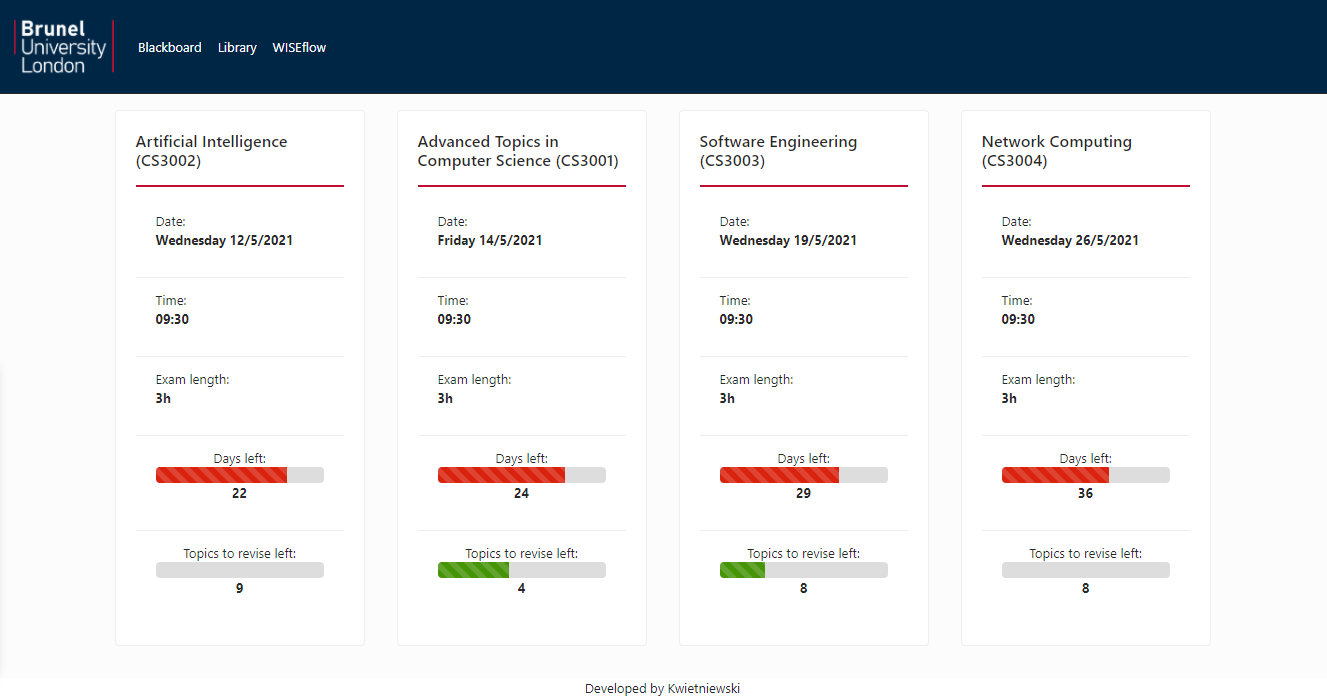 Brunel
University
London
Blackboard Library WISEflow
Artificial Intelligence
(CS3002)
Date:
Wednesday 12/5/2021
Time:
09:30
Exam length:
3h
Days left:
22
Topics to revise left:
9
Advanced Topics in
Computer Science (CS3001)
Date:
Friday 14/5/2021
Time:
09:30
Exam length:
3h
Days left:
24
Topics to revise left:
4
Software Engineering
(CS3003)
Date:
Wednesday 19/5/2021
Time:
09:30
Exam length:
3h
Days left:
29
Topics to revise left:
8
Network Computing
(CS3004)
Date:
Wednesday 26/5/2021
Time:
09:30
Exam length:
3h
Days left:
36
Topics to revise left:
8
Developed by Kwietniewski